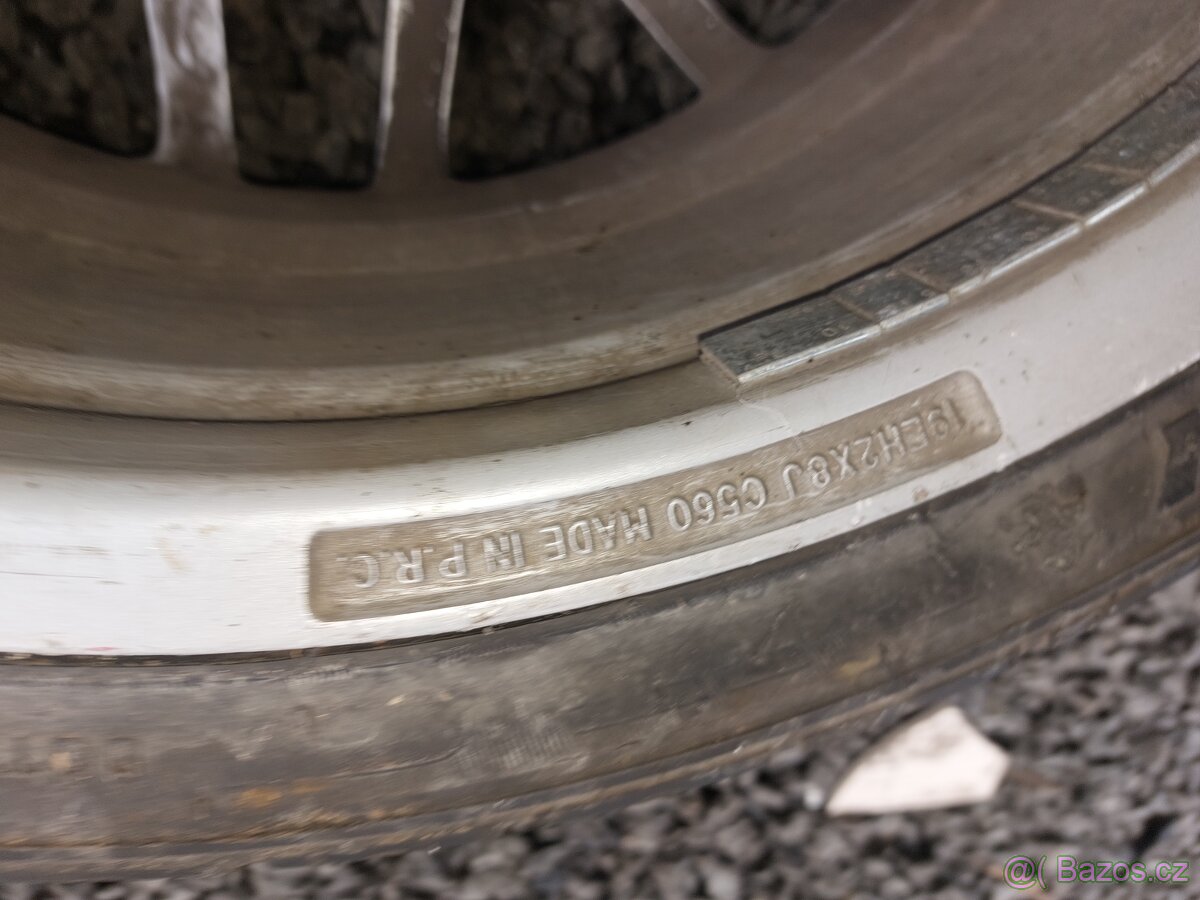 19EH2X8J C560 MADE IN P.R.C.
@( Bazos.cz